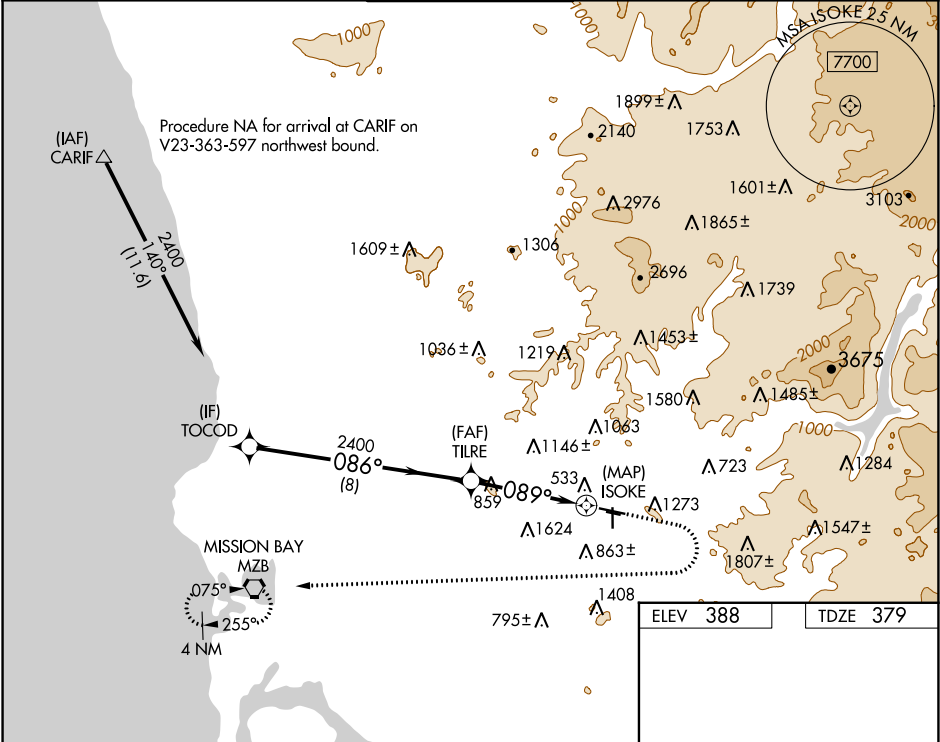 1000
MSA ISOKE 25 NM
7700
1899±
2140
1753
Procedure NA for arrival at CARIF on
V23-363-597 northwest bound.
(IAF)
CARIF
1601±
3103
2000
2976
1000
1865±
2400
140°
(11.6)
1609±
1306
2696
1739
1036±
1219
1453±
2000
3675
1580
1485±
1000
(IF)
TOCOD
2400
086°
(8)
(FAF)
TILRE
1063
1146±
723
1284
859
089°
533
(MAP)
ISOKE
1273
1624
1547±
863±
1807±
MISSION BAY
MZB
075°
255°
4 NM
795±
1408
ELEV 388
TDZE 379